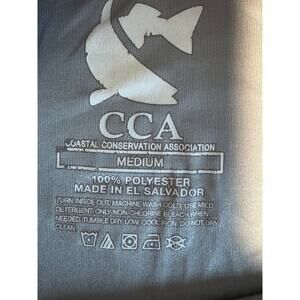 CCA
COASTAL CONSERVATION ASSOCIATION
MEDIUM
100% POLYESTER
MADE IN EL SALVADOR
TURN INSIDE OUT, MACHINE WASH COLD, USE MILD
DETERGENT ONLY, NON-CHLORINE BLEACH WHEN
NEEDED, TUMBLE DRY LOW, COOL IRON, DO NOT DRY
CLEAN